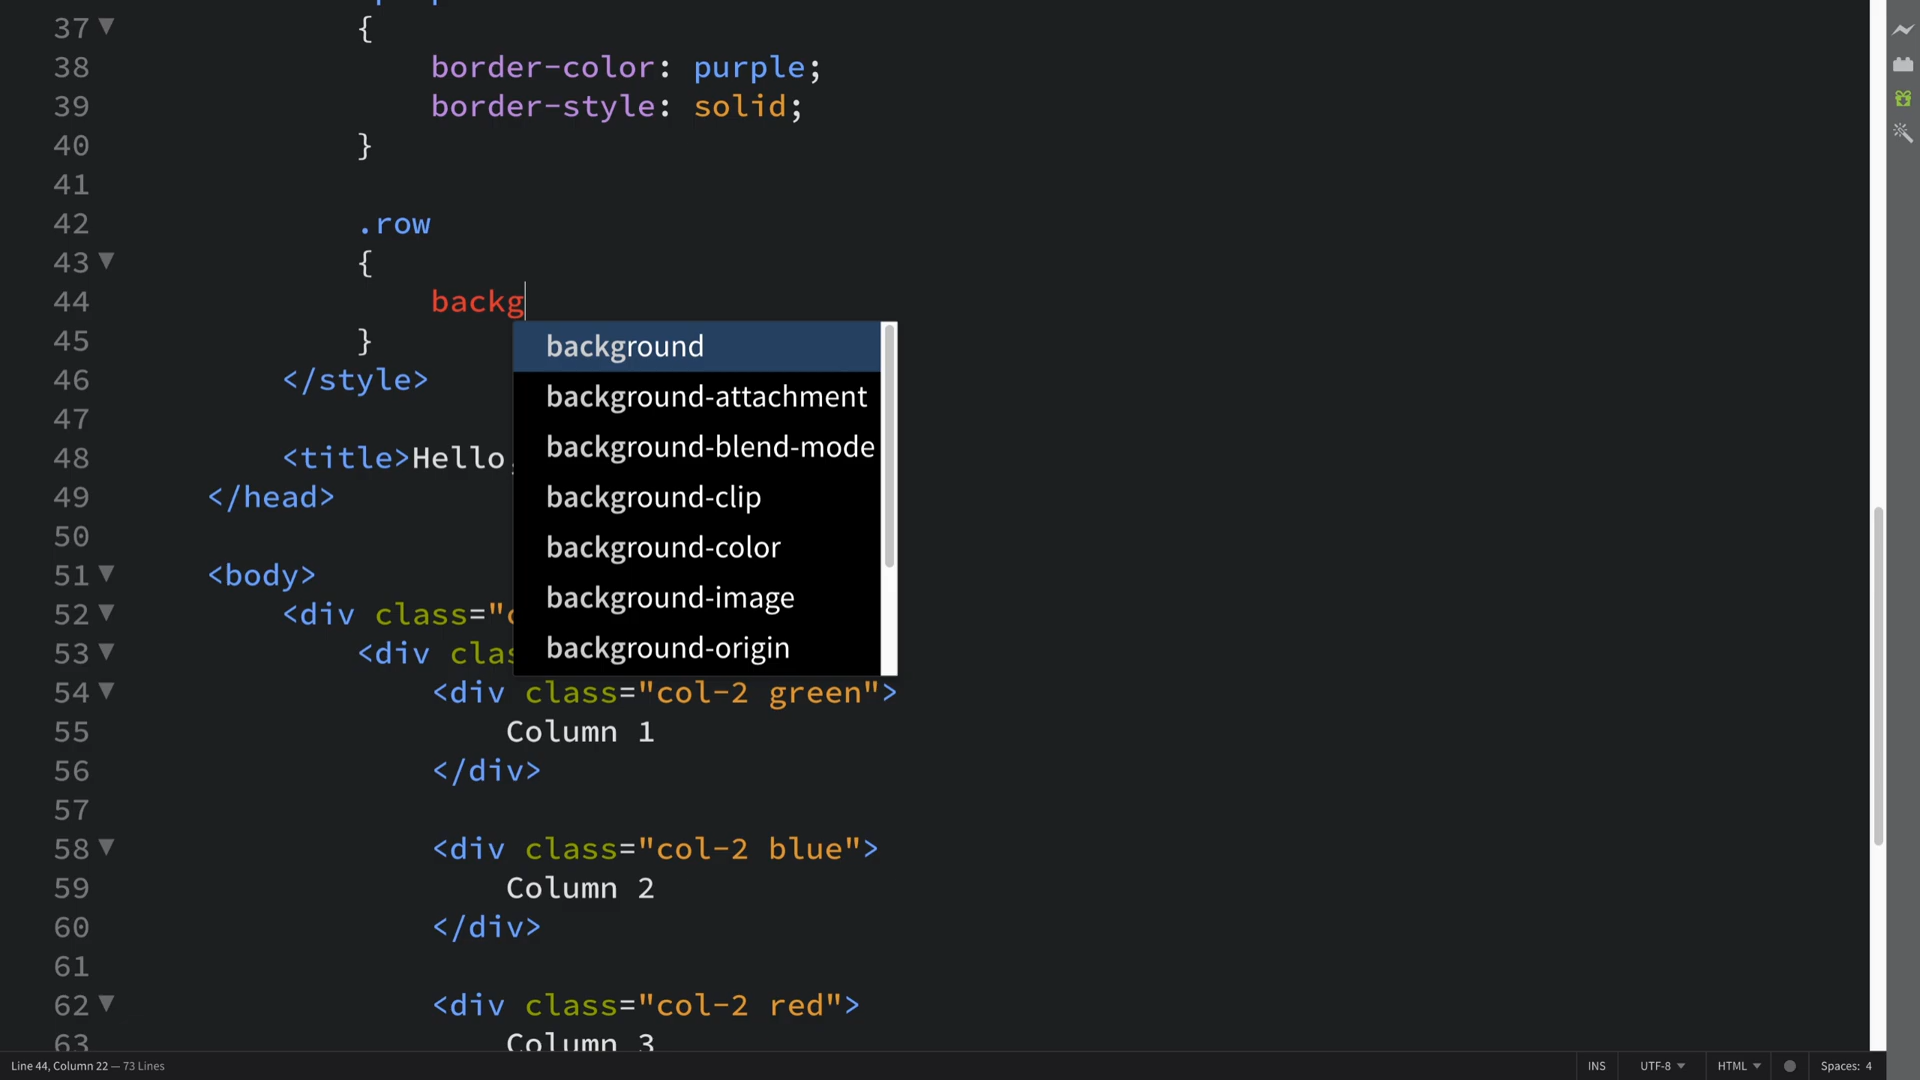 37 {
38 border-color: purple;
39 border-style: solid;
40 }
41
42 .row
43 {
44 backg
45 }
background
46 </style>
background-attachment
47
background-blend-mode
48 <title>Hello,
49 </head>
background-clip
50
background-color
51 <body>
52 <div class="
background-image
53 <div clas
background-origin
54 <div class="col-2 green">
55 Column 1
56 </div>
57
58 <div class="col-2 blue">
59 Column 2
60 </div>
61
62 <div class="col-2 red">
63 Column 3
Line 44, Column 22 — 73 Lines
INS UTF-8 HTML Spaces: 4